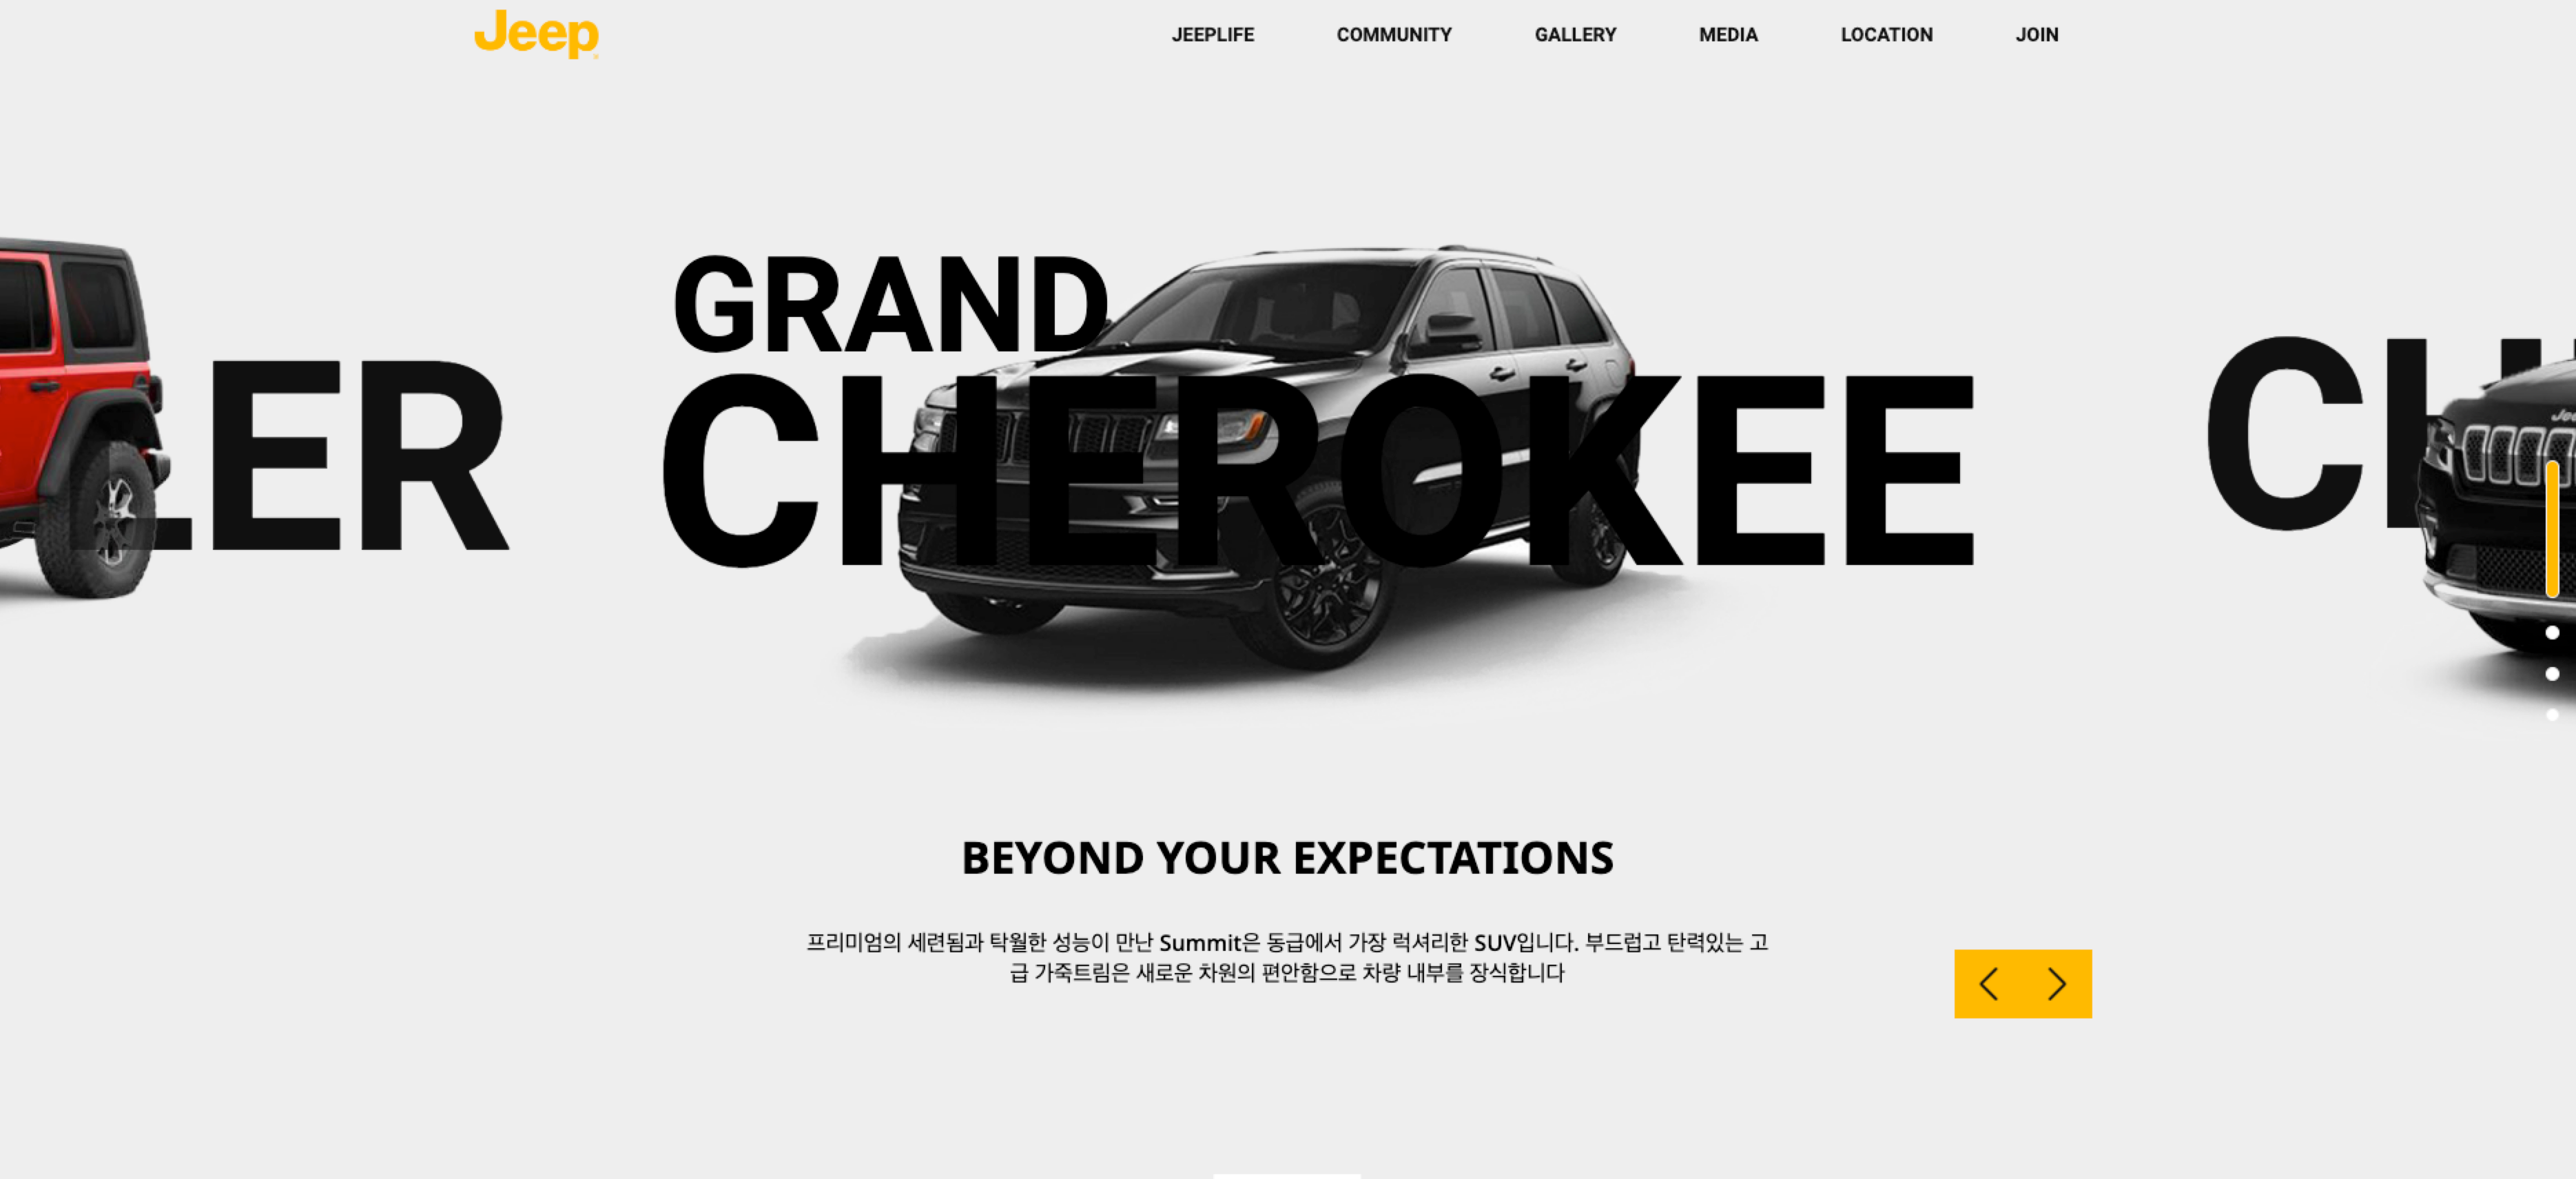 Jeep
JEEPLIFE COMMUNITY GALLERY MEDIA LOCATION JOIN
GRAND
CHEROKEE
BEYOND YOUR EXPECTATIONS
프리미엄의 세련됨과 탁월한 성능이 만난 Summit은 동급에서 가장 럭셔리한 SUV입니다. 부드럽고 탄력있는 고
급 가죽트림은 새로운 차원의 편안함으로 차량 내부를 장식합니다